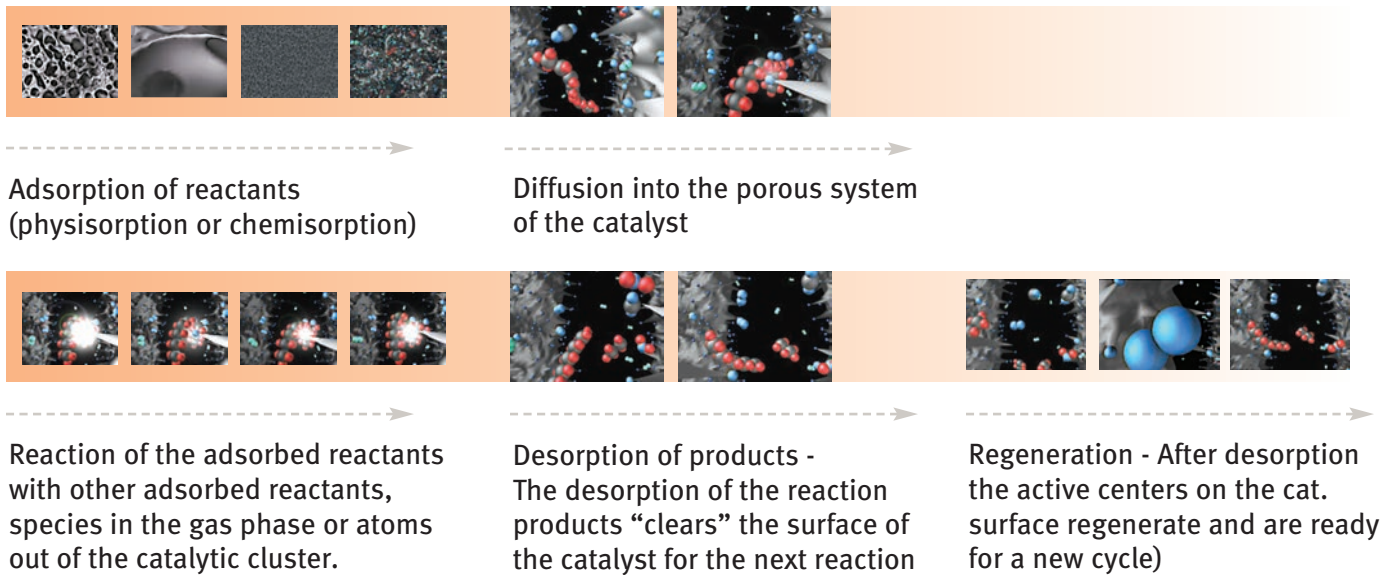 Adsorption of reactants
(physisorption or chemisorption)
Diffusion into the porous system
of the catalyst
Reaction of the adsorbed reactants
with other adsorbed reactants,
species in the gas phase or atoms
out of the catalytic cluster.
Desorption of products -
The desorption of the reaction
products “clears” the surface of
the catalyst for the next reaction
Regeneration - After desorption
the active centers on the cat.
surface regenerate and are ready
for a new cycle)